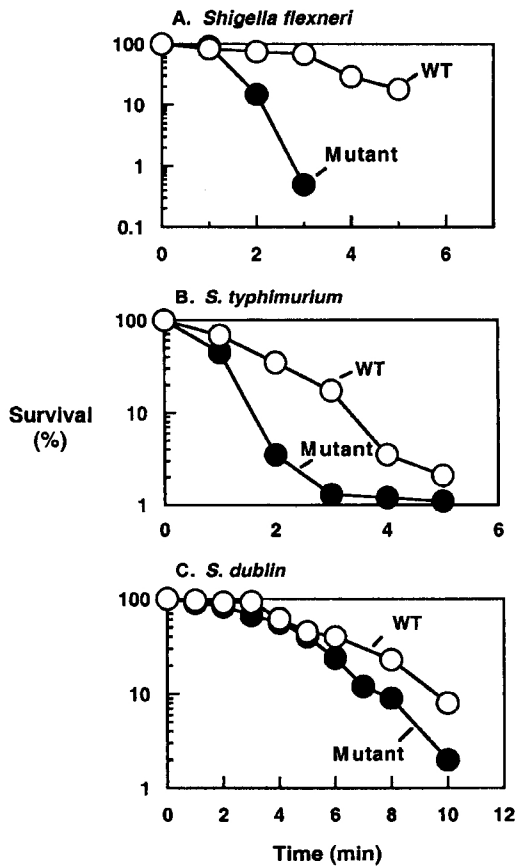 A. Shigella flexneri
100
10
1
0.1
WT
Mutant
0 2 4 6
B. S. typhimurium
100
10
1
WT
Mutant
0 2 4 6
Survival
(%)
C. S. dublin
100
10
1
WT
Mutant
0 2 4 6 8 10 12
Time (min)